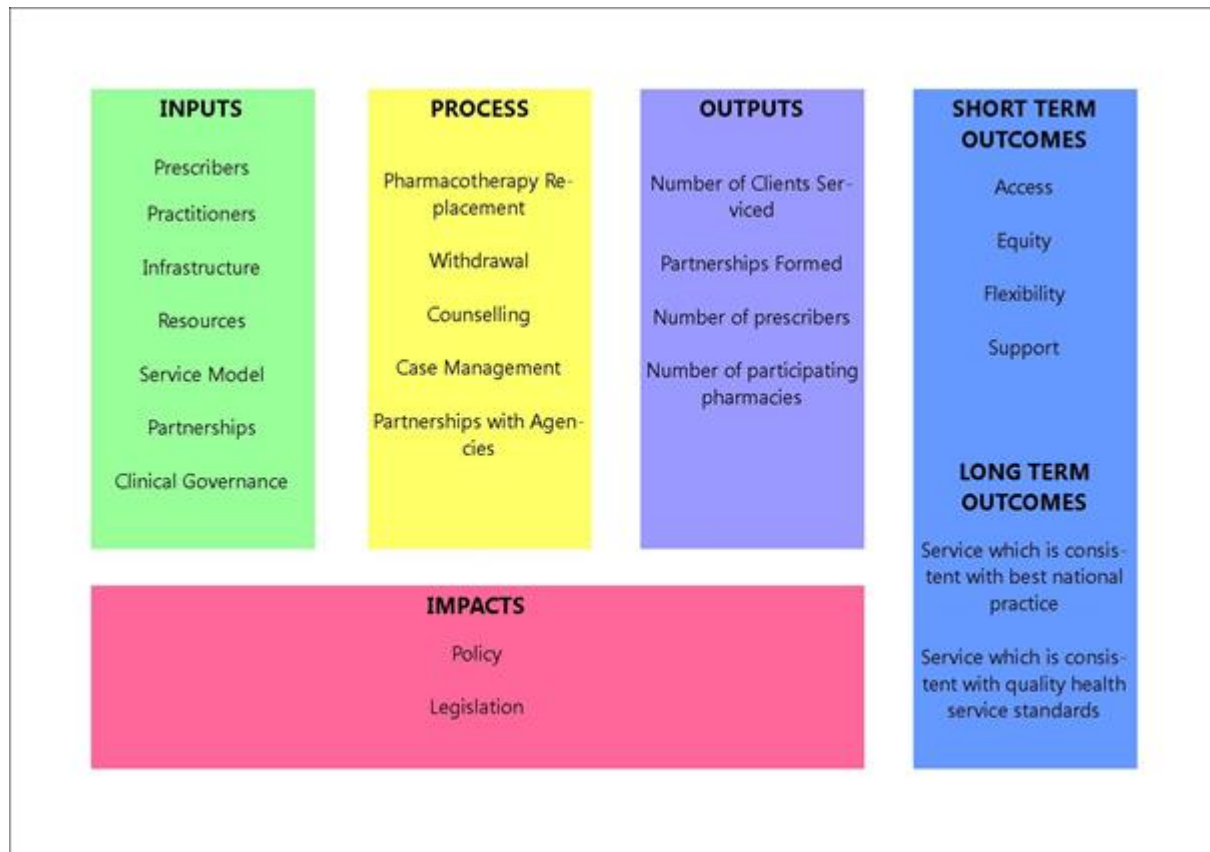 INPUTS
Prescribers
Practitioners
Infrastructure
Resources
Service Model
Partnerships
Clinical Governance
PROCESS
Pharmacotherapy Re-
placement
Withdrawal
Counselling
Case Management
Partnerships with Agen-
cies
OUTPUTS
Number of Clients Ser-
viced
Partnerships Formed
Number of prescribers
Number of participating
pharmacies
SHORT TERM
OUTCOMES
Access
Equity
Flexibility
Support
LONG TERM
OUTCOMES
Service which is consis-
tent with best national
practice
Service which is consis-
tent with quality health
service standards
IMPACTS
Policy
Legislation